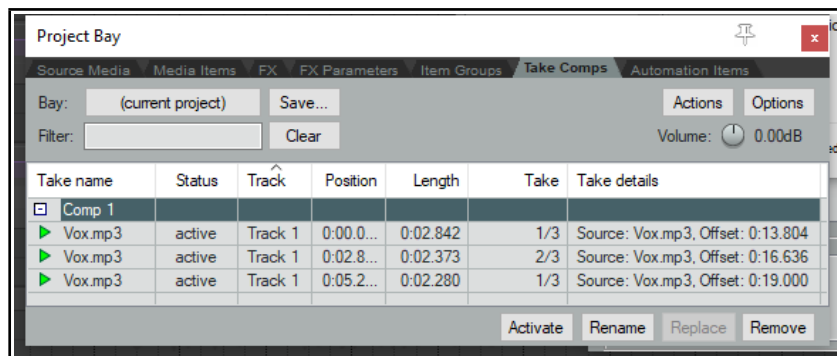 Project Bay
Source Media Media Items FX FX Parameters Item Groups Take Comps Automation Items
Bay: (current project) Save... Actions Options
Filter: Clear Volume: 0.00dB
Take name Status Track Position Length Take Take details
Comp 1
Vox.mp3 active Track 1 0:00.0... 0:02.842 1/3 Source: Vox.mp3, Offset: 0:13.804
Vox.mp3 active Track 1 0:02.8... 0:02.373 2/3 Source: Vox.mp3, Offset: 0:16.636
Vox.mp3 active Track 1 0:05.2... 0:02.280 1/3 Source: Vox.mp3, Offset: 0:19.000
Activate Rename Replace Remove